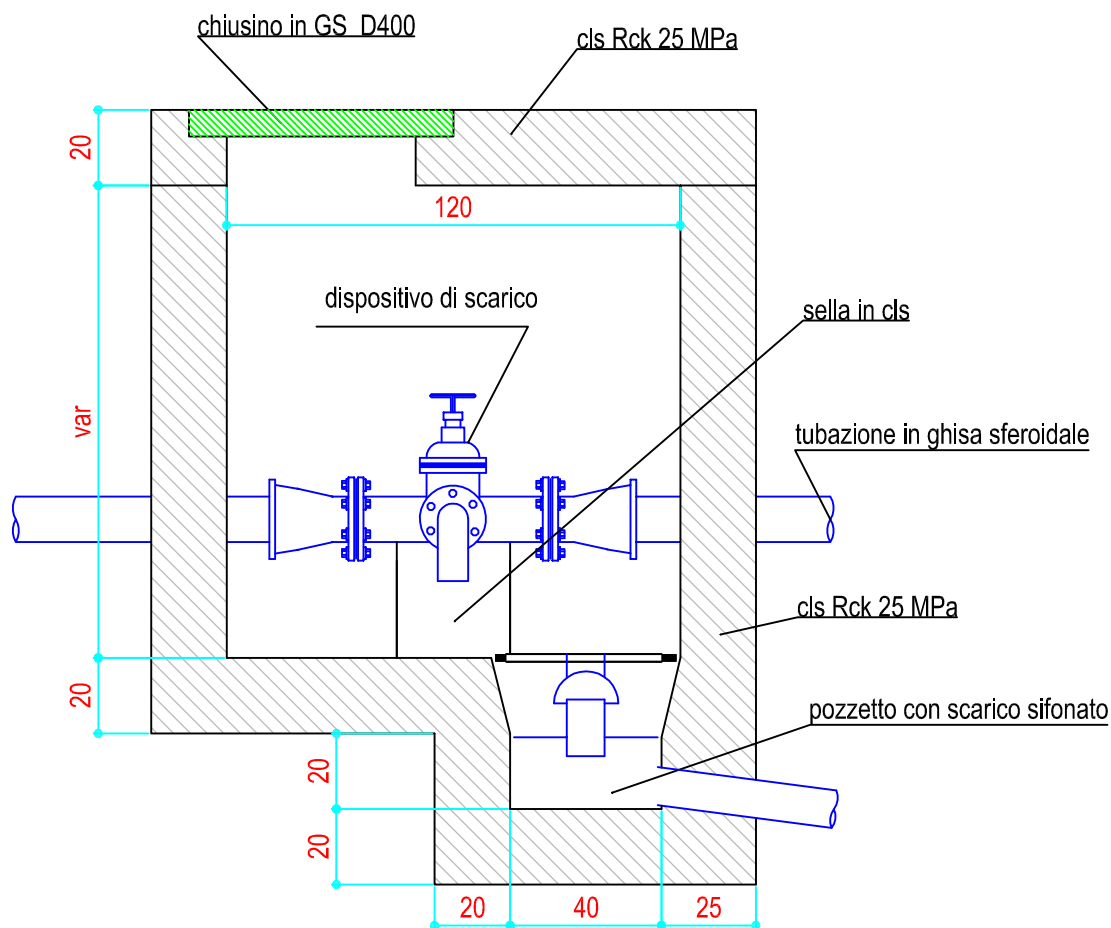 chiusino in GS D400
cls Rck 25 MPa
20
120
dispositivo di scarico
sella in cls
var
tubazione in ghisa sferoidale
cls Rck 25 MPa
20
pozzetto con scarico sifonato
20
20
20
40
25